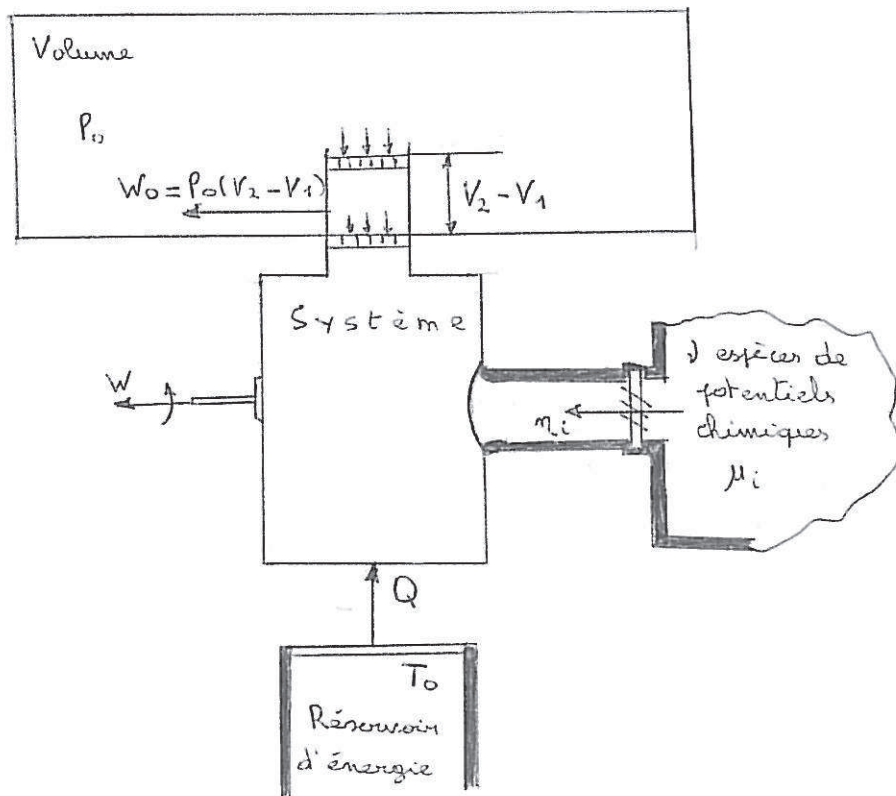 Volume
P₀
W₀ = P₀(V₂ - V₁)
V₂ - V₁
Système
W
ν espèces de
potentiels
chimiques
μᵢ
nᵢ
Q
T₀
Réservoir
d'énergie